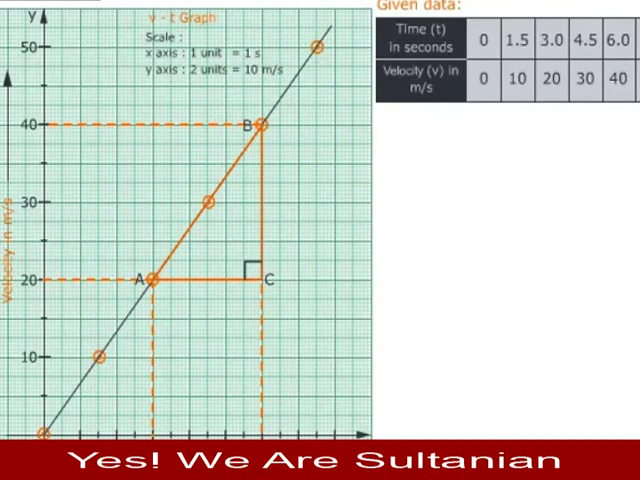 Given data:
y
v - t Graph
Scale :
x axis : 1 unit = 1 s
y axis : 2 units = 10 m/s
Time (t) in seconds 0 1.5 3.0 4.5 6.0
Velocity (v) in m/s 0 10 20 30 40
50
40
30
20
10
B
A
C
Velocity in m/s
Yes! We Are Sultanian